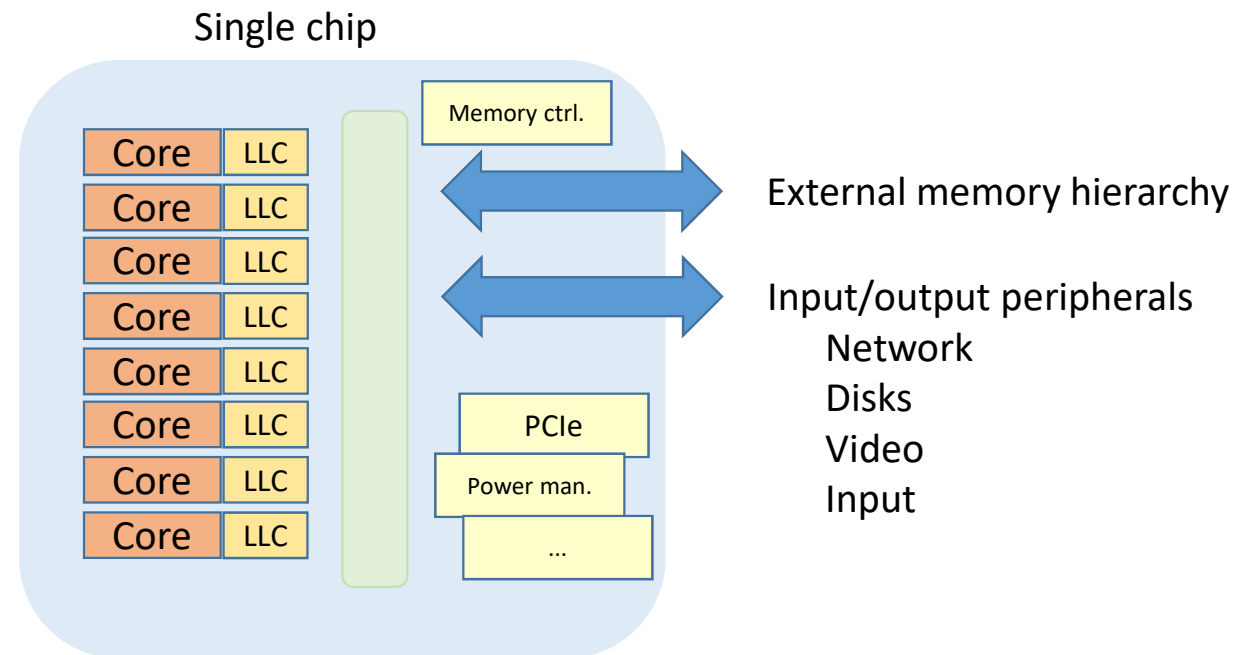 Single chip
Memory ctrl.
Core LLC
Core LLC
Core LLC
Core LLC
Core LLC
Core LLC
Core LLC
Core LLC
External memory hierarchy
Input/output peripherals
Network
Disks
Video
Input
PCIe
Power man.
...